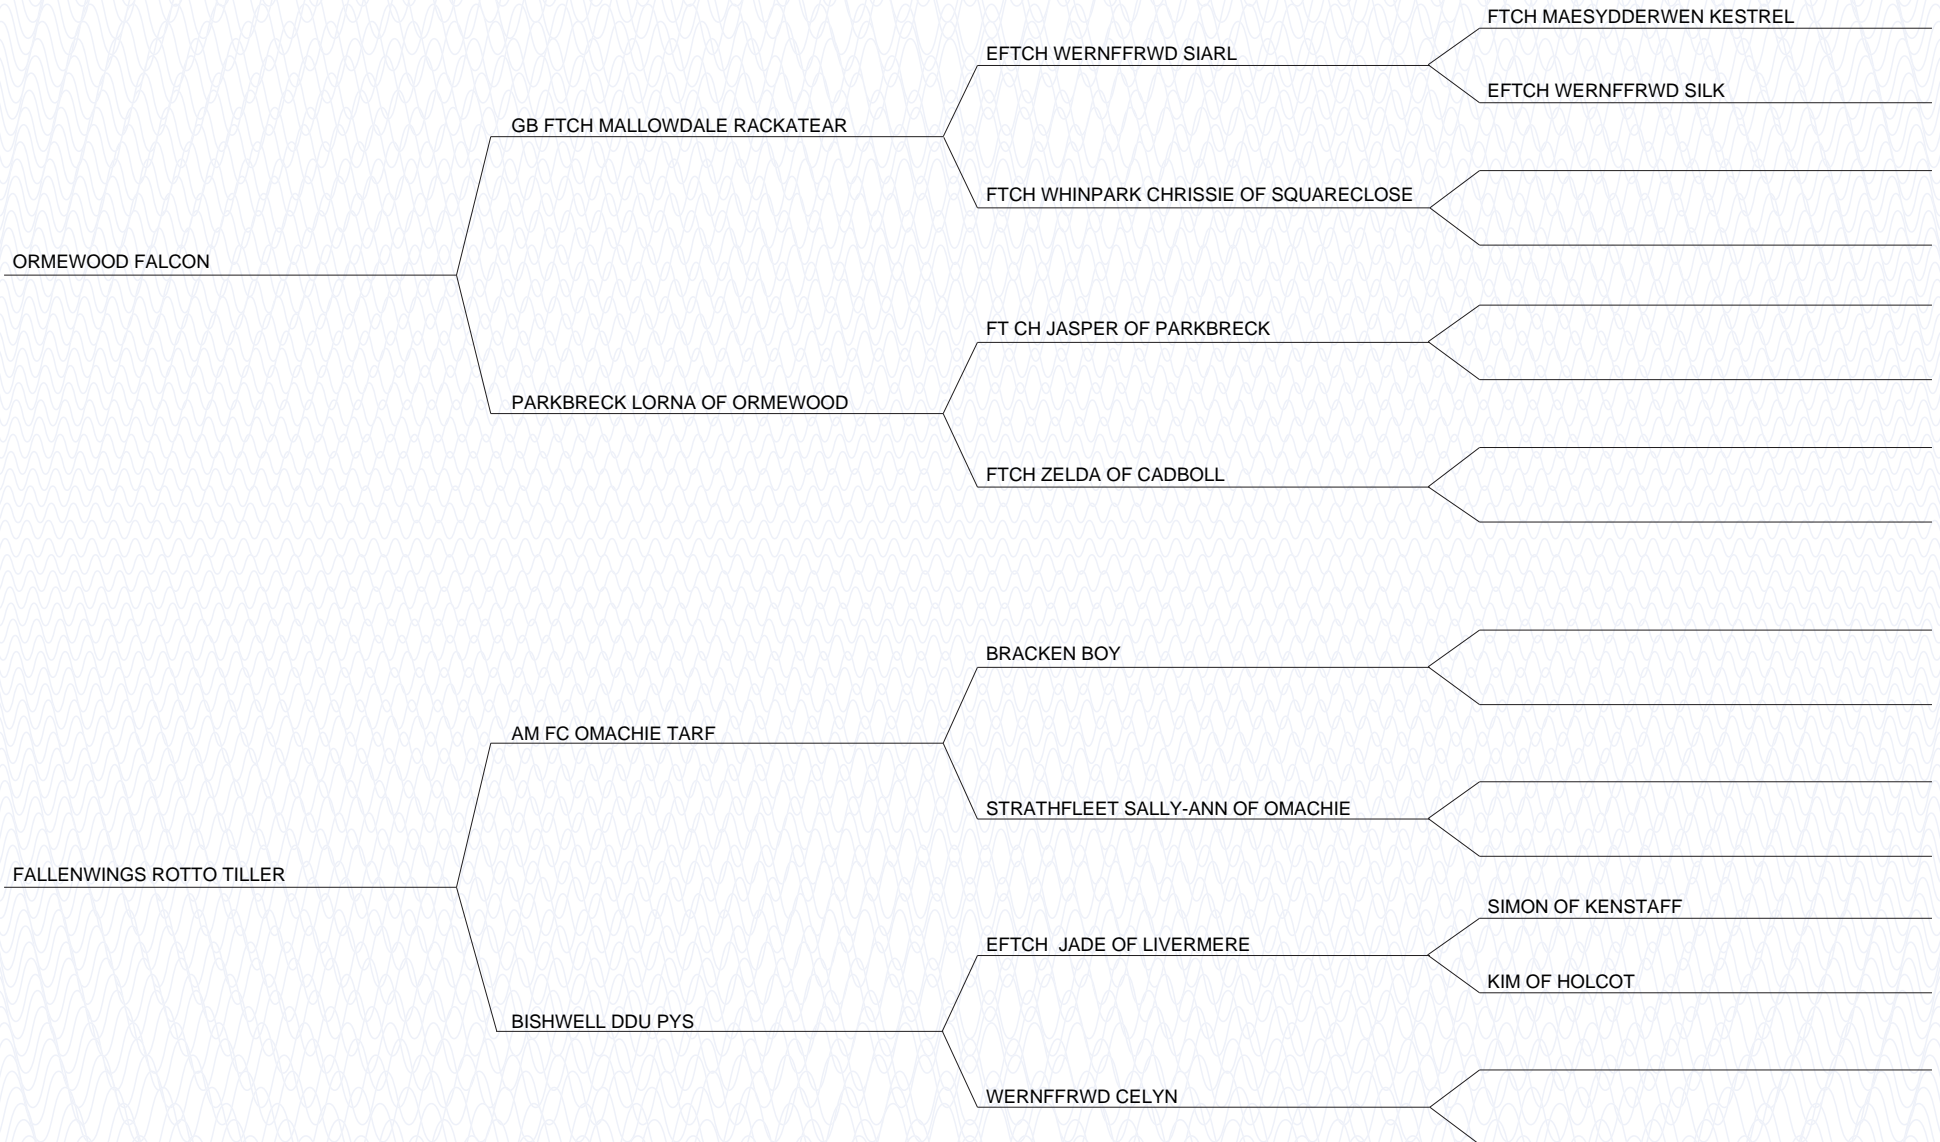 FTCH MAESYDDERWEN KESTREL
EFTCH WERNFFRWD SIARL
EFTCH WERNFFRWD SILK
GB FTCH MALLOWDALE RACKATEAR
FTCH WHINPARK CHRISSIE OF SQUARECLOSE
ORMEWOOD FALCON
FT CH JASPER OF PARKBRECK
PARKBRECK LORNA OF ORMEWOOD
FTCH ZELDA OF CADBOLL
BRACKEN BOY
AM FC OMACHIE TARF
STRATHFLEET SALLY-ANN OF OMACHIE
FALLENWINGS ROTTO TILLER
SIMON OF KENSTAFF
EFTCH  JADE OF LIVERMERE
KIM OF HOLCOT
BISHWELL DDU PYS
WERNFFRWD CELYN